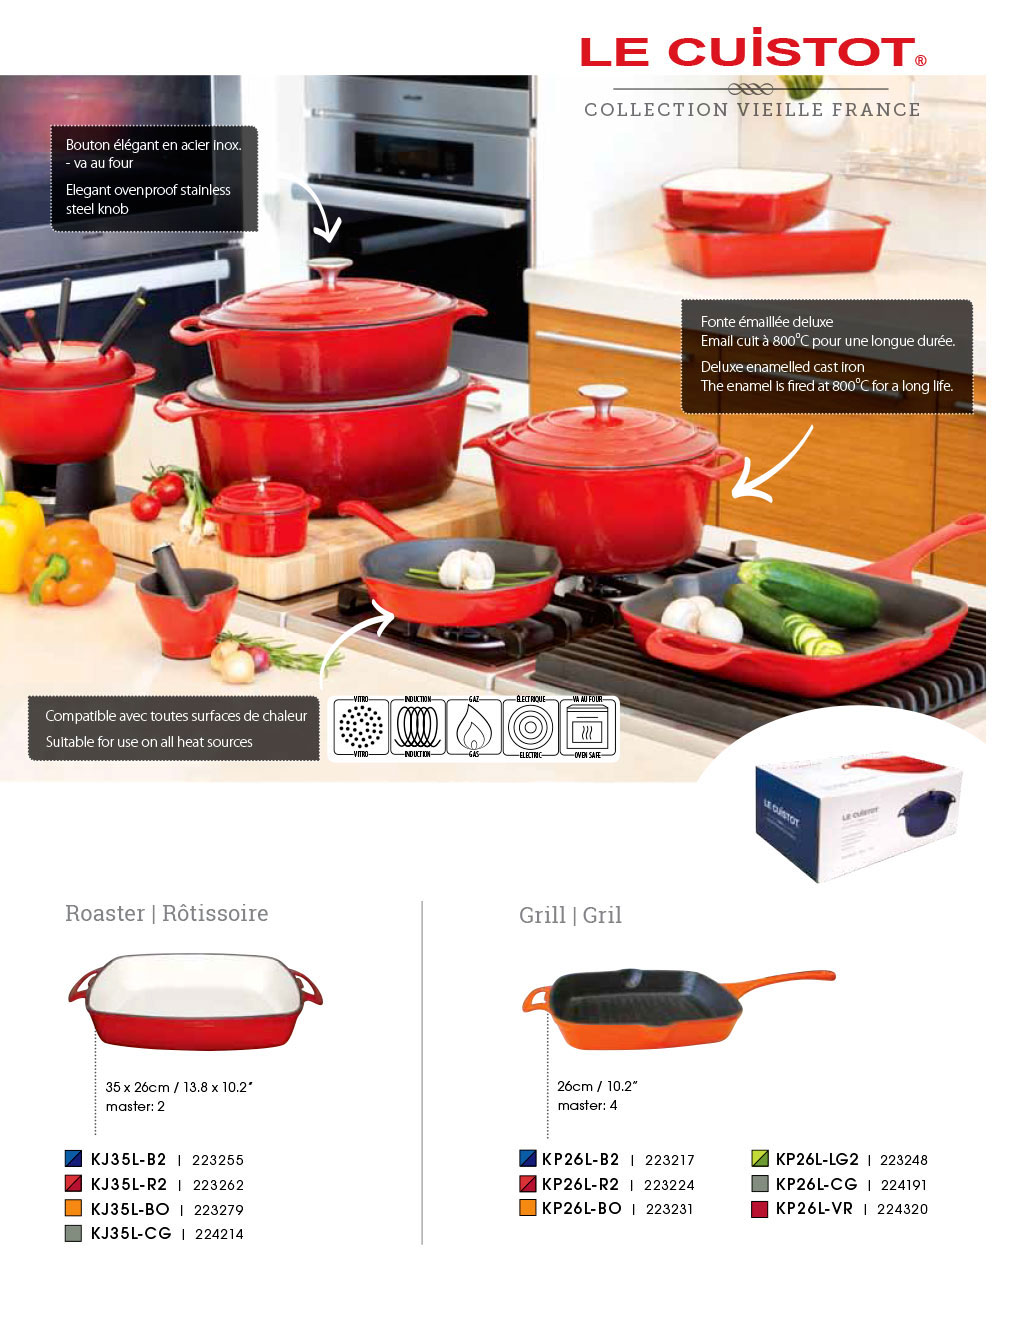 LE CUiSTOT®
COLLECTION VIEILLE FRANCE
Bouton élégant en acier inox.
- va au four
Elegant ovenproof stainless
steel knob
Fonte émaillée deluxe
Email cuit à 800°C pour une longue durée.
Deluxe enamelled cast iron
The enamel is fired at 800°C for a long life.
Compatible avec toutes surfaces de chaleur
Suitable for use on all heat sources
VITRO INDUCTION GAZ ÉLECTRIQUE VA AU FOUR
VITRO INDUCTION GAS ELECTRIC OVEN SAFE
LE CUiSTOT
LE CUiSTOT
Roaster | Rôtissoire
35 x 26cm / 13.8 x 10.2”
master: 2
KJ35L-B2 | 223255
KJ35L-R2 | 223262
KJ35L-BO | 223279
KJ35L-CG | 224214
Grill | Gril
26cm / 10.2”
master: 4
KP26L-B2 | 223217
KP26L-R2 | 223224
KP26L-BO | 223231
KP26L-LG2 | 223248
KP26L-CG | 224191
KP26L-VR | 224320